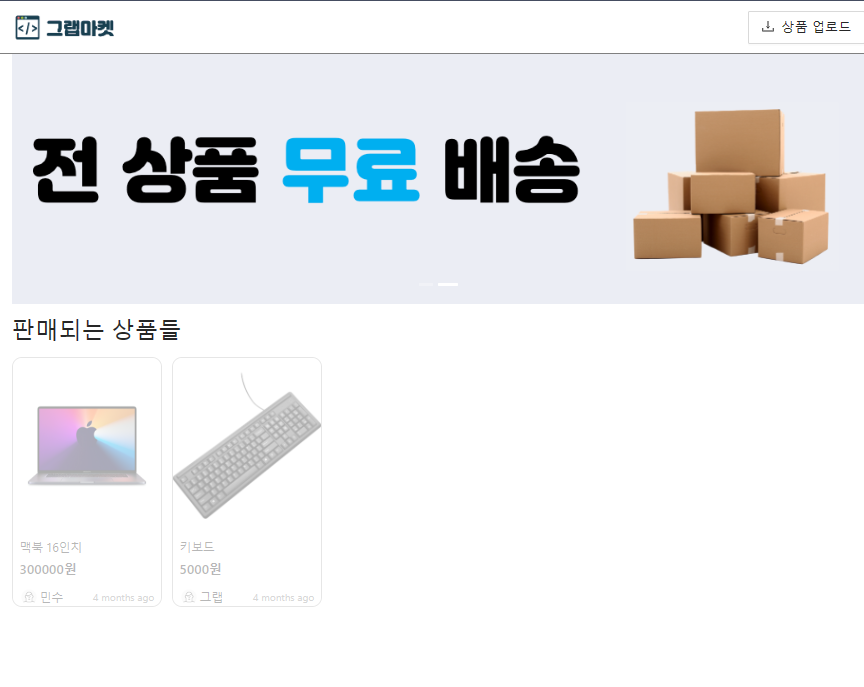 </> 그랩마켓
상품 업로드
전 상품 무료 배송
판매되는 상품들
맥북 16인치
300000원
민수 4 months ago
키보드
5000원
그랩 4 months ago